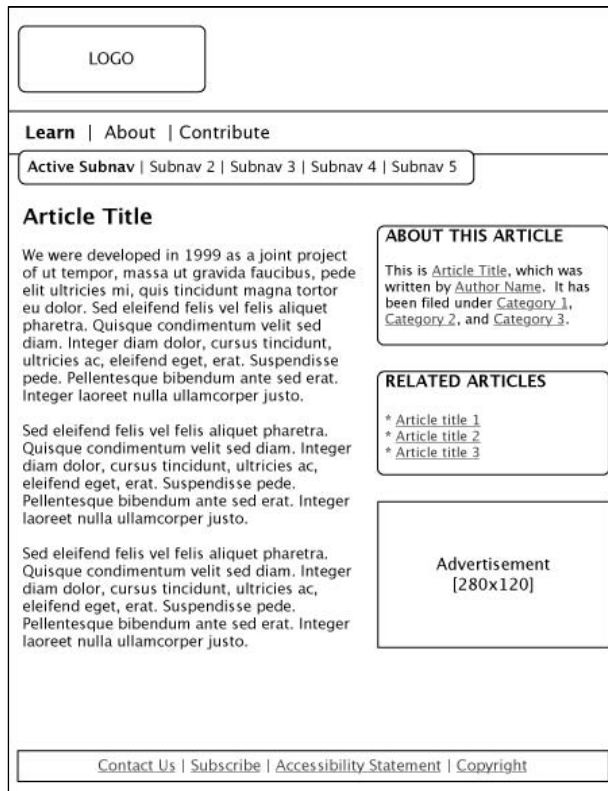 LOGO
Learn | About | Contribute
Active Subnav | Subnav 2 | Subnav 3 | Subnav 4 | Subnav 5
Article Title
We were developed in 1999 as a joint project
of ut tempor, massa ut gravida faucibus, pede
elit ultricies mi, quis tincidunt magna tortor
eu dolor. Sed eleifend felis vel felis aliquet
pharetra. Quisque condimentum velit sed
diam. Integer diam dolor, cursus tincidunt,
ultricies ac, eleifend eget, erat. Suspendisse
pede. Pellentesque bibendum ante sed erat.
Integer laoreet nulla ullamcorper justo.
Sed eleifend felis vel felis aliquet pharetra.
Quisque condimentum velit sed diam. Integer
diam dolor, cursus tincidunt, ultricies ac,
eleifend eget, erat. Suspendisse pede.
Pellentesque bibendum ante sed erat. Integer
laoreet nulla ullamcorper justo.
Sed eleifend felis vel felis aliquet pharetra.
Quisque condimentum velit sed diam. Integer
diam dolor, cursus tincidunt, ultricies ac,
eleifend eget, erat. Suspendisse pede.
Pellentesque bibendum ante sed erat. Integer
laoreet nulla ullamcorper justo.
ABOUT THIS ARTICLE
This is Article Title, which was
written by Author Name. It has
been filed under Category 1,
Category 2, and Category 3.
RELATED ARTICLES
* Article title 1
* Article title 2
* Article title 3
Advertisement
[280x120]
Contact Us | Subscribe | Accessibility Statement | Copyright